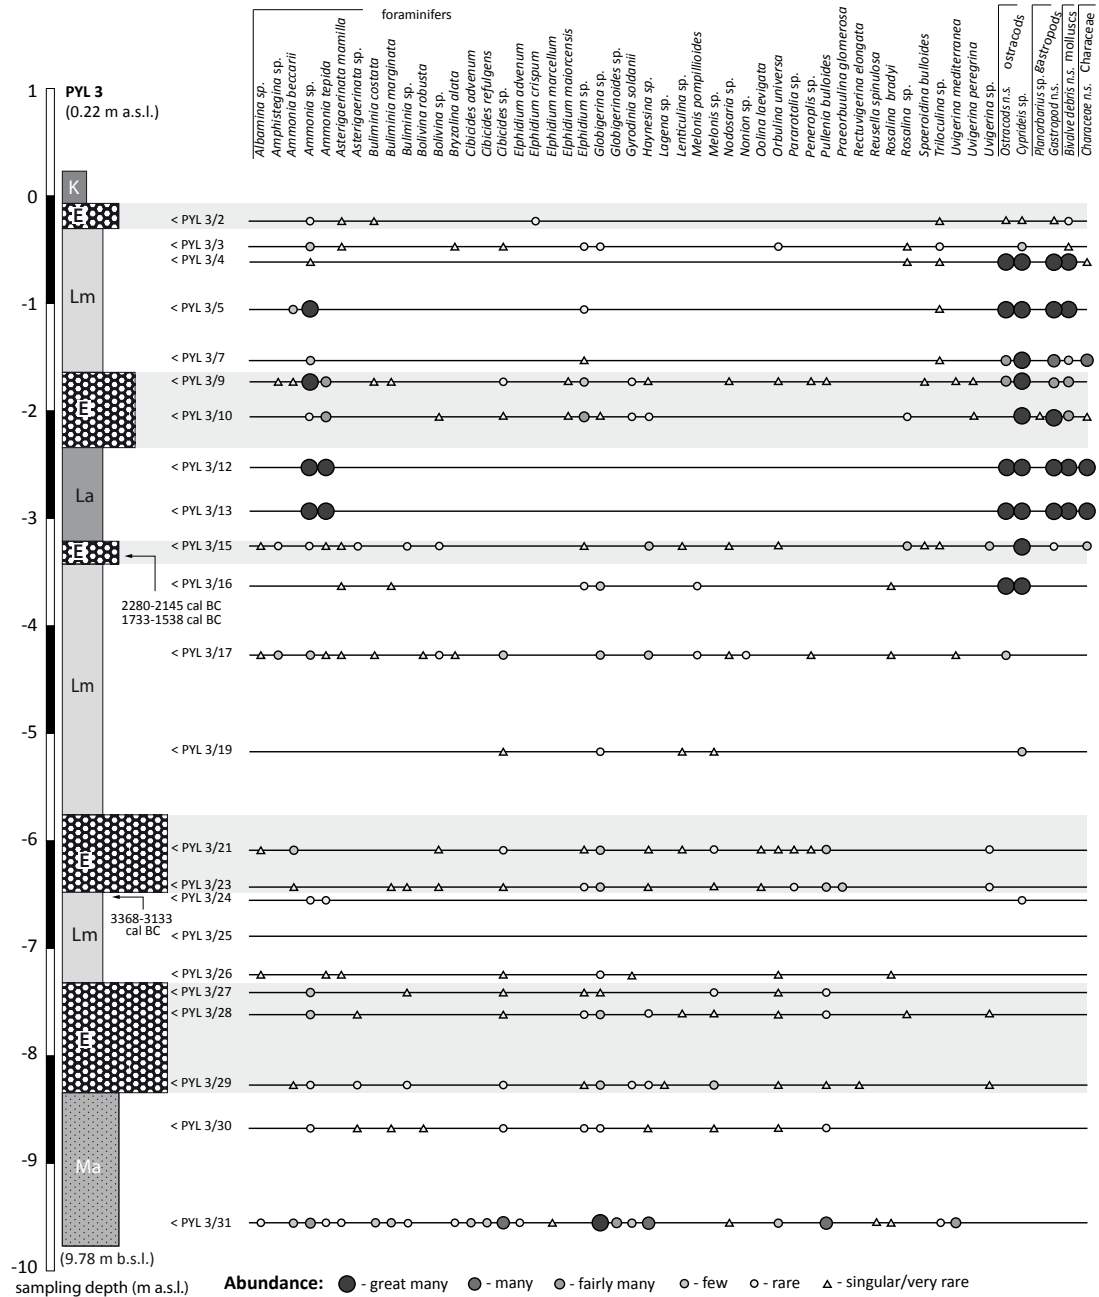 foraminifers
ostracods
gastropods
molluscs
Characeae
Albomina sp.
Amphistegina sp.
Ammonia beccarii
Ammonia sp.
Ammonia tepida
Asterigerinata mamilla
Asterigerinata sp.
Buliminia costata
Buliminia marginata
Buliminia sp.
Bolivina robusta
Bolivina sp.
Bryzalina alata
Cibicides advenum
Cibicides refulgens
Cibicides sp.
Elphidium advenum
Elphidium crispum
Elphidium marcellum
Elphidium maiorcensis
Elphidium sp.
Globigerina sp.
Globigerinoides sp.
Gyrodina soldanii
Haynesina sp.
Lagena sp.
Lenticulina sp.
Melonis pompillioides
Melonis sp.
Nodosaria sp.
Nonion sp.
Oolina laevigata
Orbulina universa
Pararotalia sp.
Peneroplis sp.
Pullenia bulloides
Praeorbuulina glomerosa
Rectuvigerina elongata
Reusella spinulosa
Rosalina bradyi
Rosalina sp.
Spaeroidina bulloides
Triloculina sp.
Uvigerina mediterranea
Uvigerina peregrina
Uvigerina sp.
Ostracods n.s.
Cyprideis sp.
Planorbarius sp.
Gastropod n.s.
Bivalve debris n.s.
Characeae n.s.
1
PYL 3
(0.22 m a.s.l.)
K
0
E
< PYL 3/2
< PYL 3/3
< PYL 3/4
Lm
-1
< PYL 3/5
< PYL 3/7
< PYL 3/9
-2
E
< PYL 3/10
< PYL 3/12
La
-3
< PYL 3/13
E
< PYL 3/15
< PYL 3/16
2280-2145 cal BC
1733-1538 cal BC
-4
< PYL 3/17
Lm
-5
< PYL 3/19
-6
E
< PYL 3/21
< PYL 3/23
< PYL 3/24
3368-3133
cal BC
Lm
< PYL 3/25
-7
< PYL 3/26
< PYL 3/27
< PYL 3/28
E
-8
< PYL 3/29
< PYL 3/30
-9
Ma
< PYL 3/31
(9.78 m b.s.l.)
-10
sampling depth (m a.s.l.)
Abundance: - great many - many - fairly many - few - rare - singular/very rare